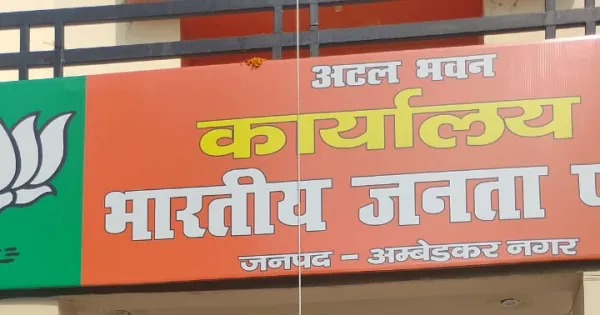 अटल भवन
कार्यालय
भारतीय जनता
जनपद - अम्बेडकर नगर